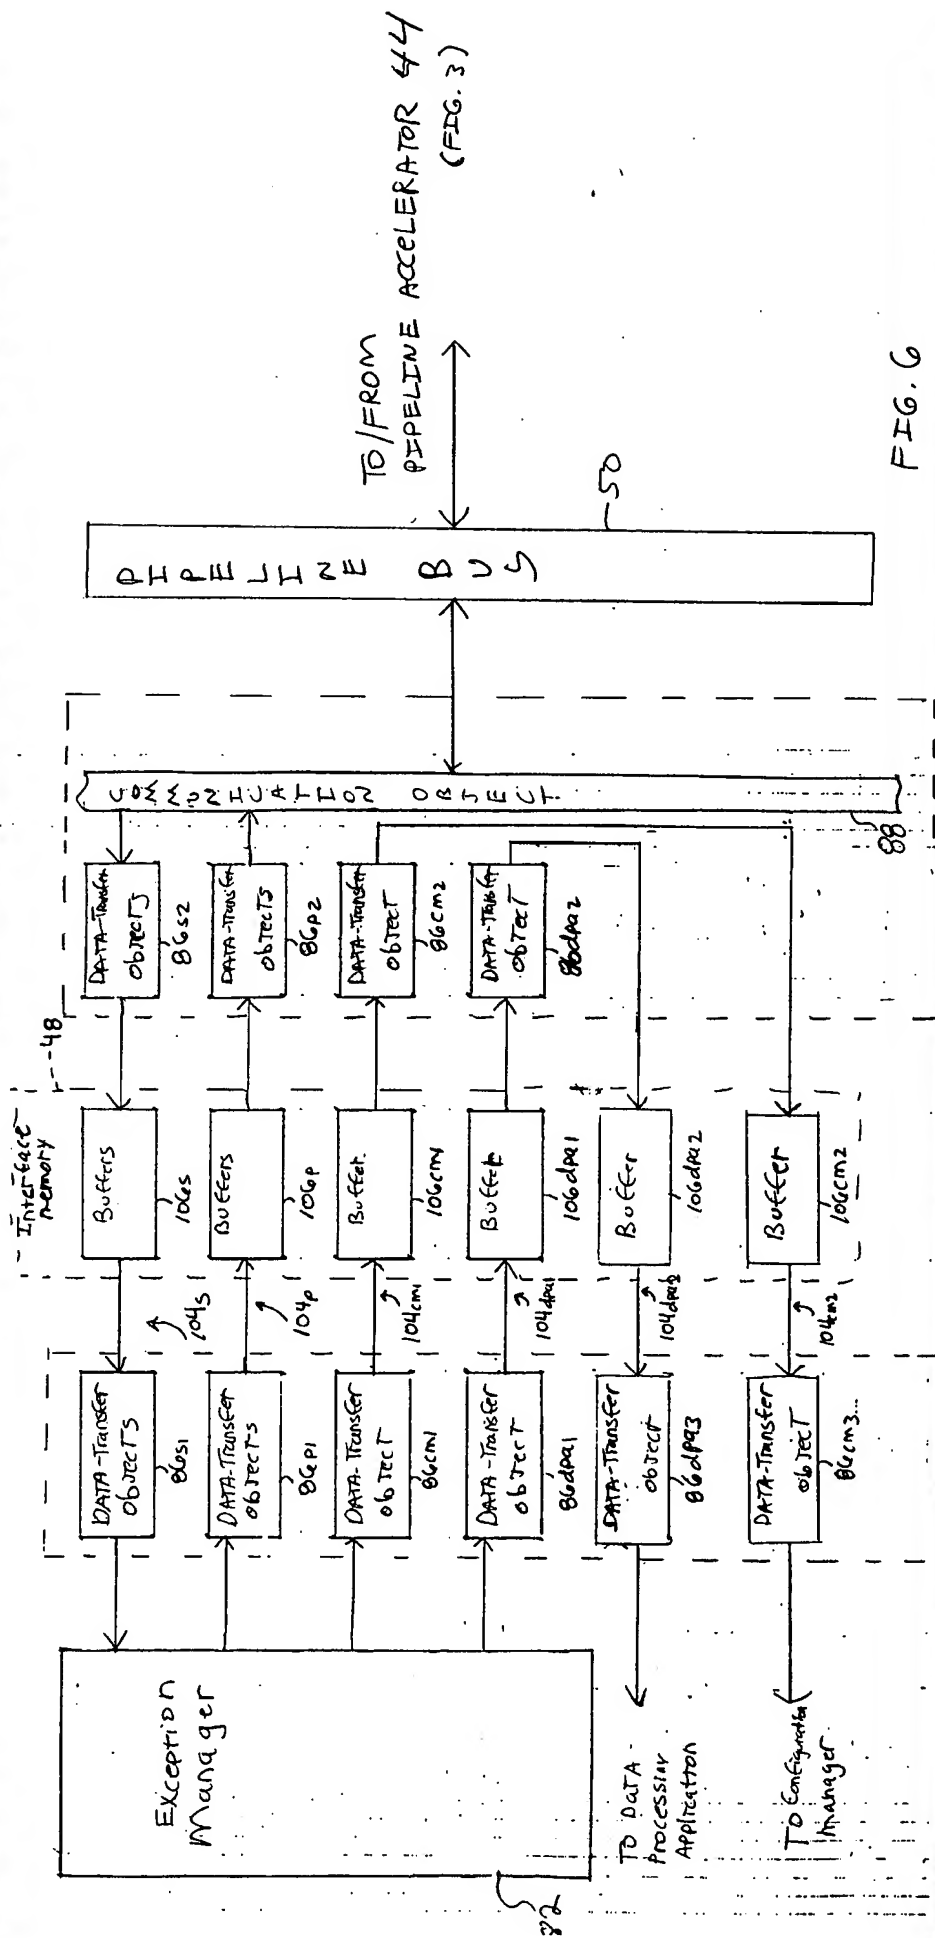 Exception
Manager
82
TO DATA-
Processing
Application
TO Configuration
Manager
DATA-Transfer
objects
86s1
DATA-Transfer
objects
86p1
DATA-Transfer
object
86cm1
DATA-Transfer
object
86dpa1
DATA-Transfer
object
86dpa3
DATA-Transfer
object
86cm3
104s
104p
104cm1
104dpa1
104dpa2
104cm2
Interface
memory
48
Buffers
106s
Buffers
106p
Buffer
106cm1
Buffer
106dpa1
Buffer
106dpa2
Buffer
106cm2
DATA-Transfer
objects
86s2
DATA-Transfer
objects
86p2
DATA-Transfer
object
86cm2
DATA-Transfer
object
86dpa2
COMMUNICATION OBJECT
88
PIPELINE BUS
50
TO/FROM
PIPELINE ACCELERATOR 44
(FIG. 3)
FIG. 6